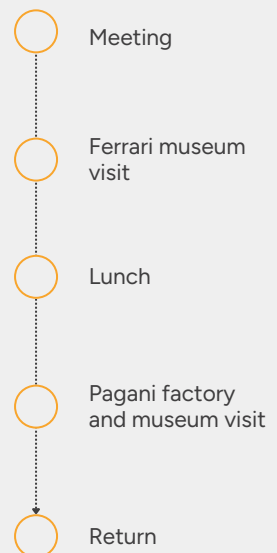 Meeting
Ferrari museum
visit
Lunch
Pagani factory
and museum visit
Return